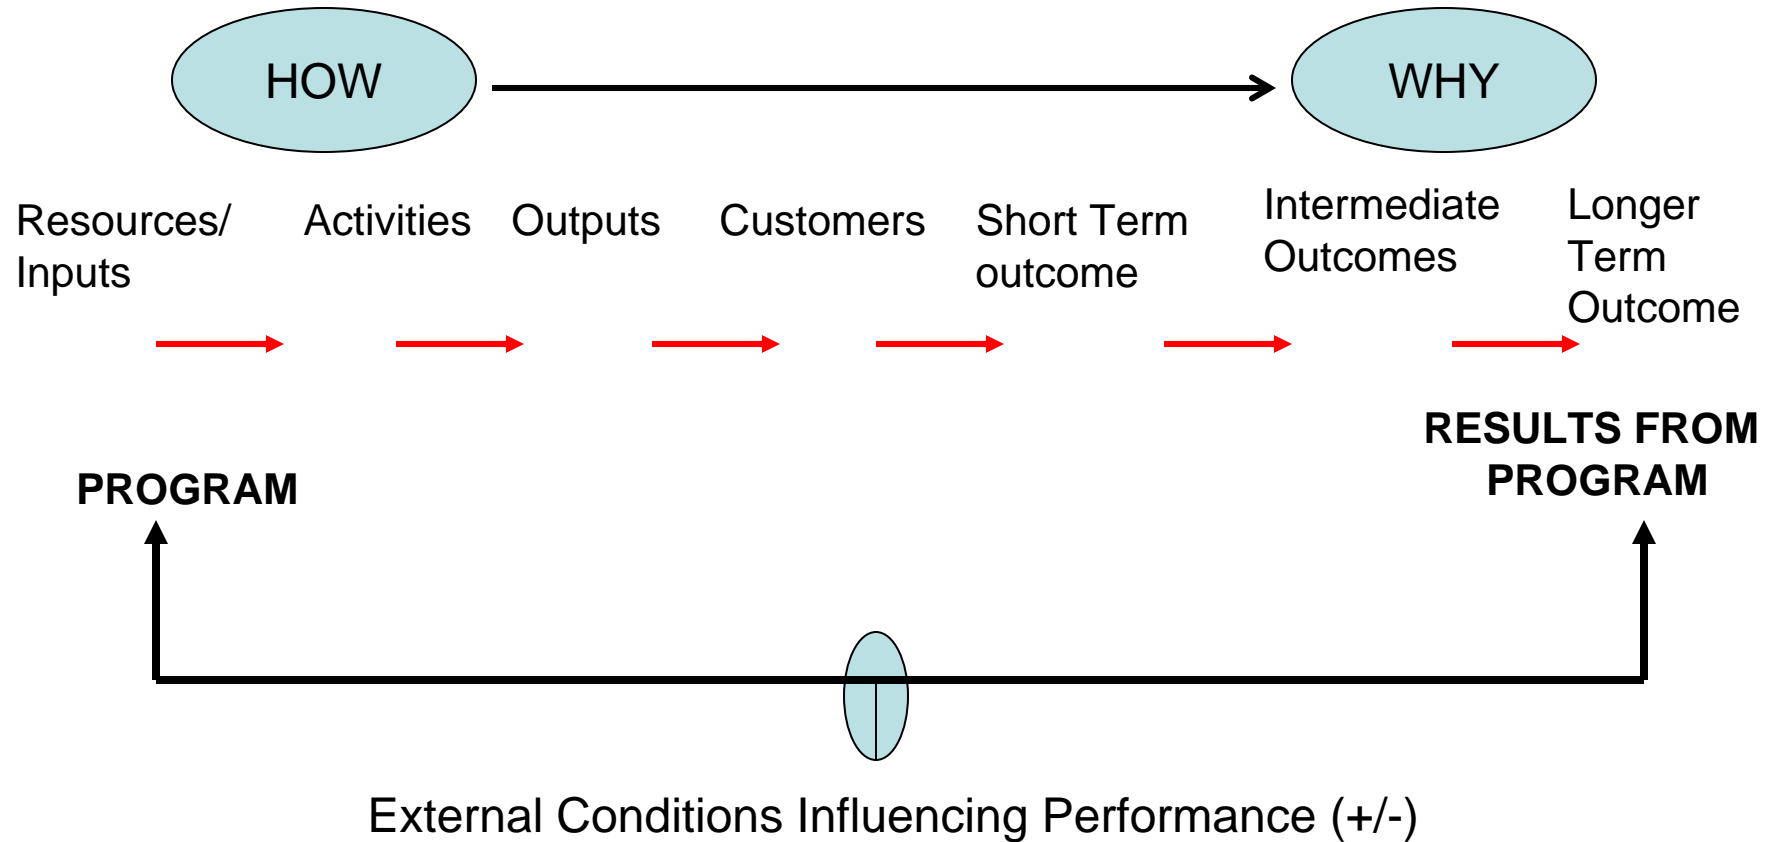 HOW
WHY
Resources/
Inputs
Activities
Outputs
Customers
Short Term
outcome
Intermediate
Outcomes
Longer
Term
Outcome
PROGRAM
RESULTS FROM
PROGRAM
External Conditions Influencing Performance (+/-)